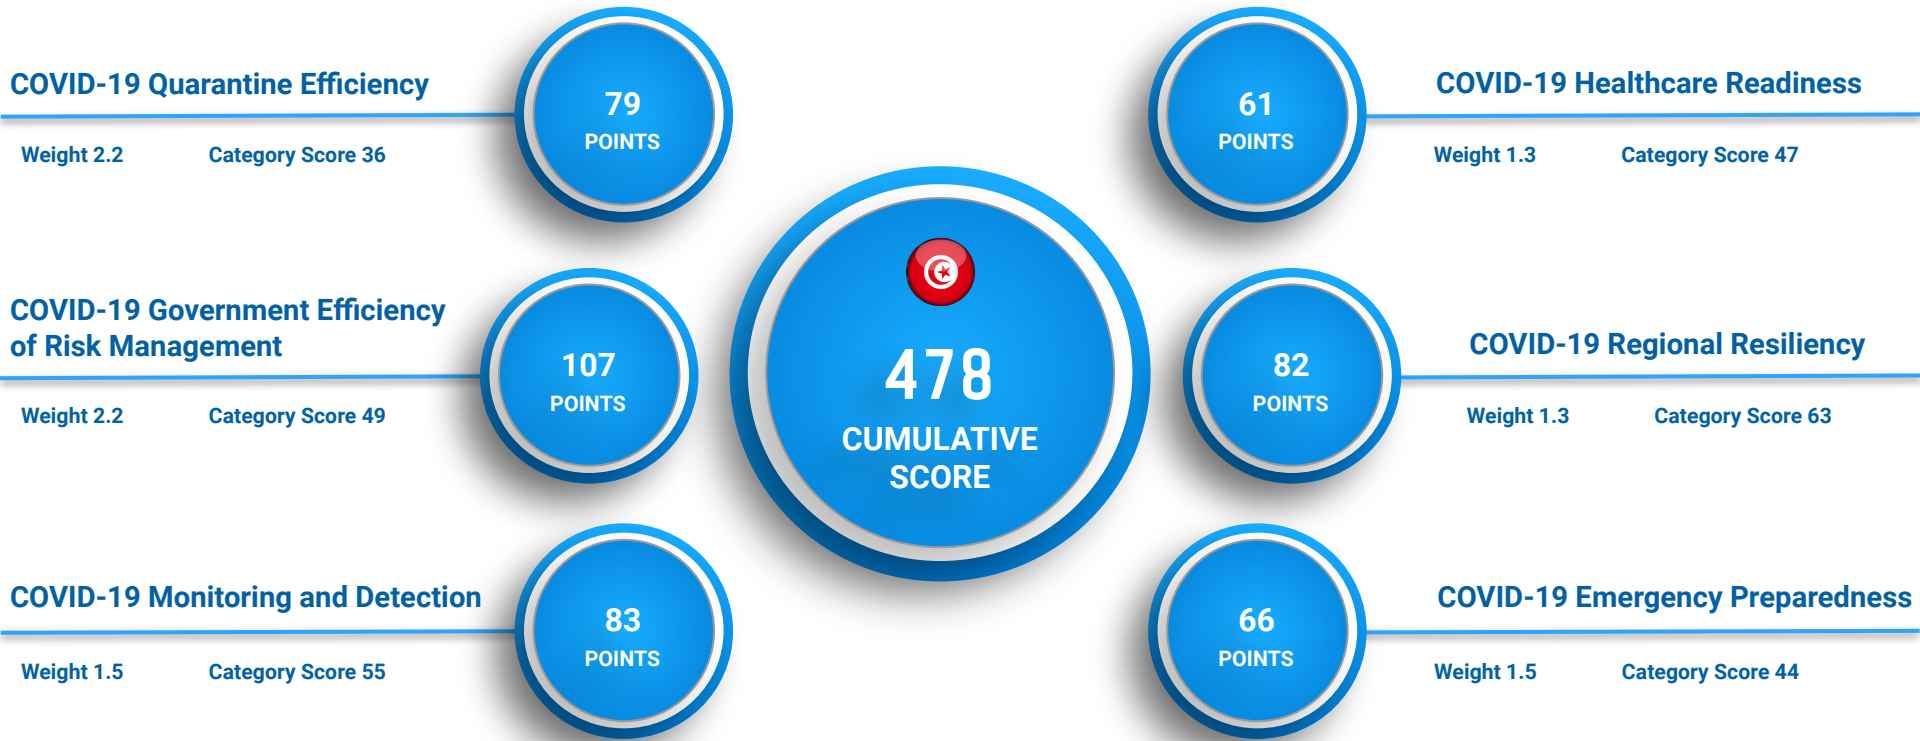 COVID-19 Quarantine Efficiency
Weight 2.2 Category Score 36
79
POINTS
COVID-19 Government Efficiency
of Risk Management
Weight 2.2 Category Score 49
107
POINTS
COVID-19 Monitoring and Detection
Weight 1.5 Category Score 55
83
POINTS
478
CUMULATIVE
SCORE
61
POINTS
COVID-19 Healthcare Readiness
Weight 1.3 Category Score 47
82
POINTS
COVID-19 Regional Resiliency
Weight 1.3 Category Score 63
66
POINTS
COVID-19 Emergency Preparedness
Weight 1.5 Category Score 44